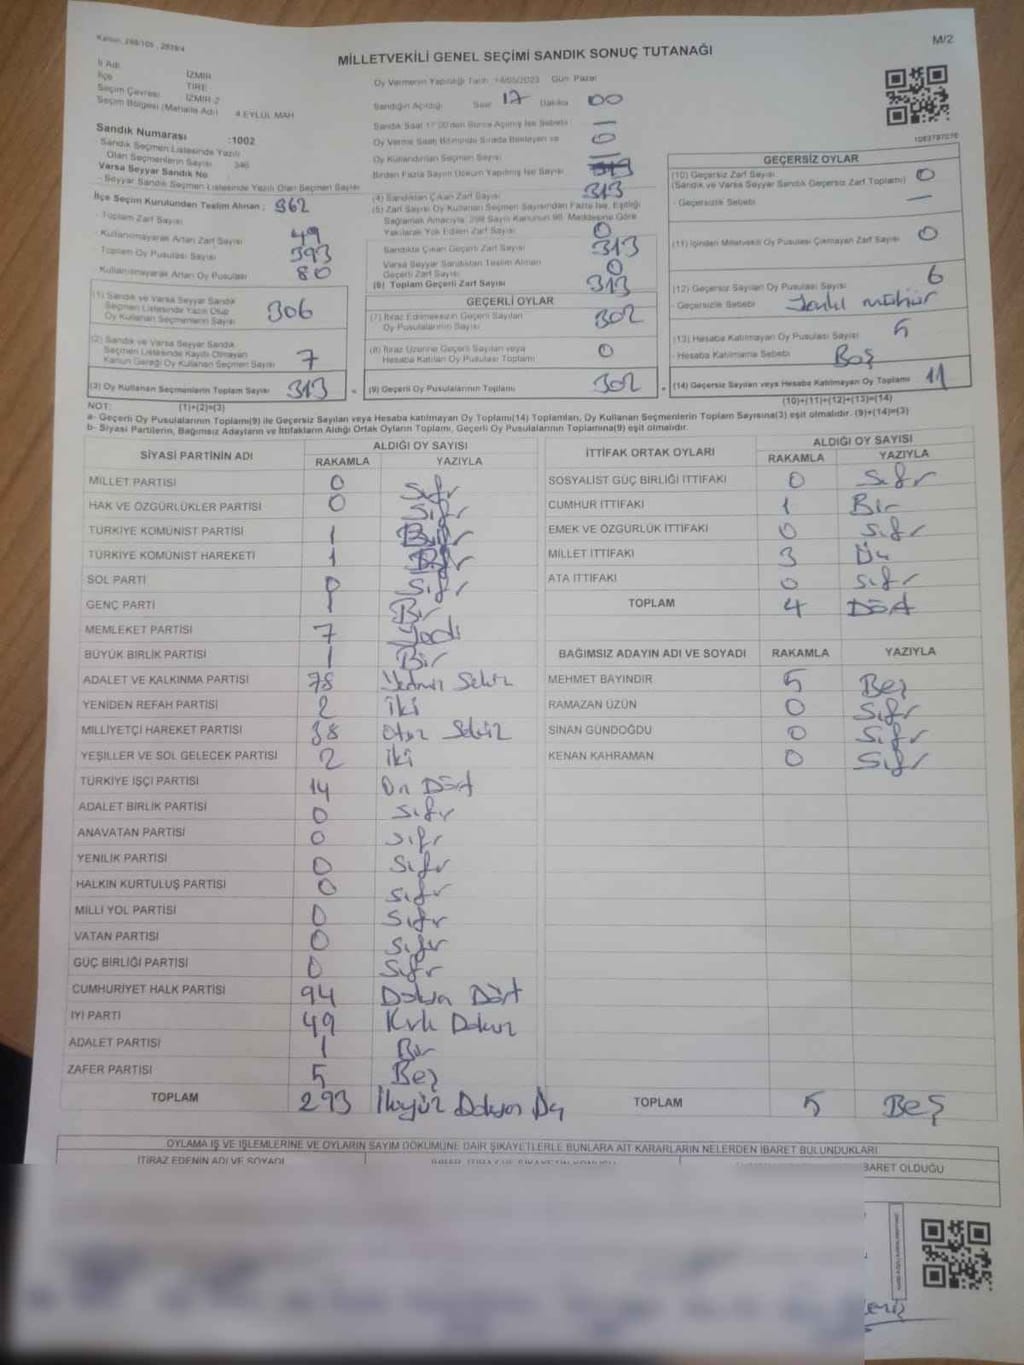 Kanun: 298/105 , 2839/4
M/2
MİLLETVEKİLİ GENEL SEÇİMİ SANDIK SONUÇ TUTANAĞI
İl Adı İZMİR
İlçe TİRE
Seçim Çevresi İZMİR-2
Seçim Bölgesi (Mahalle Adı) 4 EYLÜL MAH
Sandık Numarası :1002
Sandık Seçmen Listesinde Yazılı
Olan Seçmenlerin Sayısı 346
Varsa Seyyar Sandık No
Seyyar Sandık Seçmen Listesinde Yazılı Olan Seçmen Sayısı
İlçe Seçim Kurulundan Teslim Alınan : 362
- Toplam Zarf Sayısı
- Kullanılmayarak Artan Zarf Sayısı 49
- Toplam Oy Pusulası Sayısı 393
Kullanılmayarak Artan Oy Pusulası 80
(1) Sandık ve Varsa Seyyar Sandık
Seçmen Listesinde Yazılı Olup
Oy Kullanan Seçmenlerin Sayısı 306
(2) Sandık ve Varsa Seyyar Sandık
Seçmen Listesinde Kayıtlı Olmayan
Kanun Gereği Oy Kullanan Seçmen Sayısı 7
(3) Oy Kullanan Seçmenlerin Toplam Sayısı 313
Oy Vermenin Yapıldığı Tarih :14/05/2023 Gün: Pazar
Sandığın Açıldığı Saat 17 Dakika 00
Sandık Saat 17:00'den Sonra Açılmış İse Sebebi : —
Oy Verme Saati Bitiminde Sırada Bekleyen ve 0
Oy Kullandırılan Seçmen Sayısı —
Birden Fazla Sayım Döküm Yapılmış İse Sayısı 313
(4) Sandıktan Çıkan Zarf Sayısı 313
(5) Zarf Sayısı Oy Kullanan Seçmen Sayısından Fazla İse, Eşitliği
Sağlamak Amacıyla, 298 Sayılı Kanunun 98. Maddesine Göre
Yakılarak Yok Edilen Zarf Sayısı 0
Sandıkta Çıkan Geçerli Zarf Sayısı 313
Varsa Seyyar Sandıktan Teslim Alınan
Geçerli Zarf Sayısı 0
(6) Toplam Geçerli Zarf Sayısı 313
GEÇERLİ OYLAR
(7) İtiraz Edilmeksizin Geçerli Sayılan
Oy Pusulalarının Sayısı 302
(8) İtiraz Üzerine Geçerli Sayılan veya
Hesaba Katılan Oy Pusulası Toplamı 0
(9) Geçerli Oy Pusulalarının Toplamı 302
1063797076
GEÇERSİZ OYLAR
(10) Geçersiz Zarf Sayısı 0
(Sandık ve Varsa Seyyar Sandık Geçersiz Zarf Toplamı)
- Geçersizlik Sebebi —
(11) İçinden Milletvekili Oy Pusulası Çıkmayan Zarf Sayısı 0
(12) Geçersiz Sayılan Oy Pusulası Sayısı 6
- Geçersizlik Sebebi Yanlıl mühür
(13) Hesaba Katılmayan Oy Pusulası Sayısı 5
- Hesaba Katılmama Sebebi Boş
(14) Geçersiz Sayılan veya Hesaba Katılmayan Oy Toplamı 11
NOT: (1)+(2)=(3) (10)+(11)+(12)+(13)=(14)
a- Geçerli Oy Pusulalarının Toplamı(9) ile Geçersiz Sayılan veya Hesaba katılmayan Oy Toplamı(14) Toplamları, Oy Kullanan Seçmenlerin Toplam Sayısına(3) eşit olmalıdır. (9)+(14)=(3)
b- Siyasi Partilerin, Bağımsız Adayların ve İttifakların Aldığı Ortak Oyların Toplamı, Geçerli Oy Pusulalarının Toplamına(9) eşit olmalıdır.
SİYASİ PARTİNİN ADI ALDIĞI OY SAYISI
RAKAMLA YAZIYLA
MİLLET PARTİSİ 0 Sıfır
HAK VE ÖZGÜRLÜKLER PARTİSİ 0 Sıfır
TÜRKİYE KOMÜNİST PARTİSİ 1 Bir
TÜRKİYE KOMÜNİST HAREKETİ 1 Bir
SOL PARTİ 0 Sıfır
GENÇ PARTİ 1 Bir
MEMLEKET PARTİSİ 7 Yedi
BÜYÜK BİRLİK PARTİSİ 1 Bir
ADALET VE KALKINMA PARTİSİ 78 Yetmiş Sekiz
YENİDEN REFAH PARTİSİ 2 İki
MİLLİYETÇİ HAREKET PARTİSİ 38 Otuz Sekiz
YEŞİLLER VE SOL GELECEK PARTİSİ 2 İki
TÜRKİYE İŞÇİ PARTİSİ 14 On Dört
ADALET BİRLİK PARTİSİ 0 Sıfır
ANAVATAN PARTİSİ 0 Sıfır
YENİLİK PARTİSİ 0 Sıfır
HALKIN KURTULUŞ PARTİSİ 0 Sıfır
MİLLİ YOL PARTİSİ 0 Sıfır
VATAN PARTİSİ 0 Sıfır
GÜÇ BİRLİĞİ PARTİSİ 0 Sıfır
CUMHURİYET HALK PARTİSİ 94 Doksan Dört
İYİ PARTİ 49 Kırk Dokuz
ADALET PARTİSİ 1 Bir
ZAFER PARTİSİ 5 Beş
TOPLAM 293 İkiyüz Doksan Üç
İTTİFAK ORTAK OYLARI ALDIĞI OY SAYISI
RAKAMLA YAZIYLA
SOSYALİST GÜÇ BİRLİĞİ İTTİFAKI 0 Sıfır
CUMHUR İTTİFAKI 1 Bir
EMEK VE ÖZGÜRLÜK İTTİFAKI 0 Sıfır
MİLLET İTTİFAKI 3 Üç
ATA İTTİFAKI 0 Sıfır
TOPLAM 4 Dört
BAĞIMSIZ ADAYIN ADI VE SOYADI RAKAMLA YAZIYLA
MEHMET BAYINDIR 5 Beş
RAMAZAN ÜZÜN 0 Sıfır
SİNAN GÜNDOĞDU 0 Sıfır
KENAN KAHRAMAN 0 Sıfır
TOPLAM 5 Beş
OYLAMA İŞ VE İŞLEMLERİNE VE OYLARIN SAYIM DÖKÜMÜNE DAİR ŞİKAYETLERLE BUNLARA AİT KARARLARIN NELERDEN İBARET BULUNDUKLARI
İTİRAZ EDENİN ADI VE SOYADI
İBARET OLDUĞU